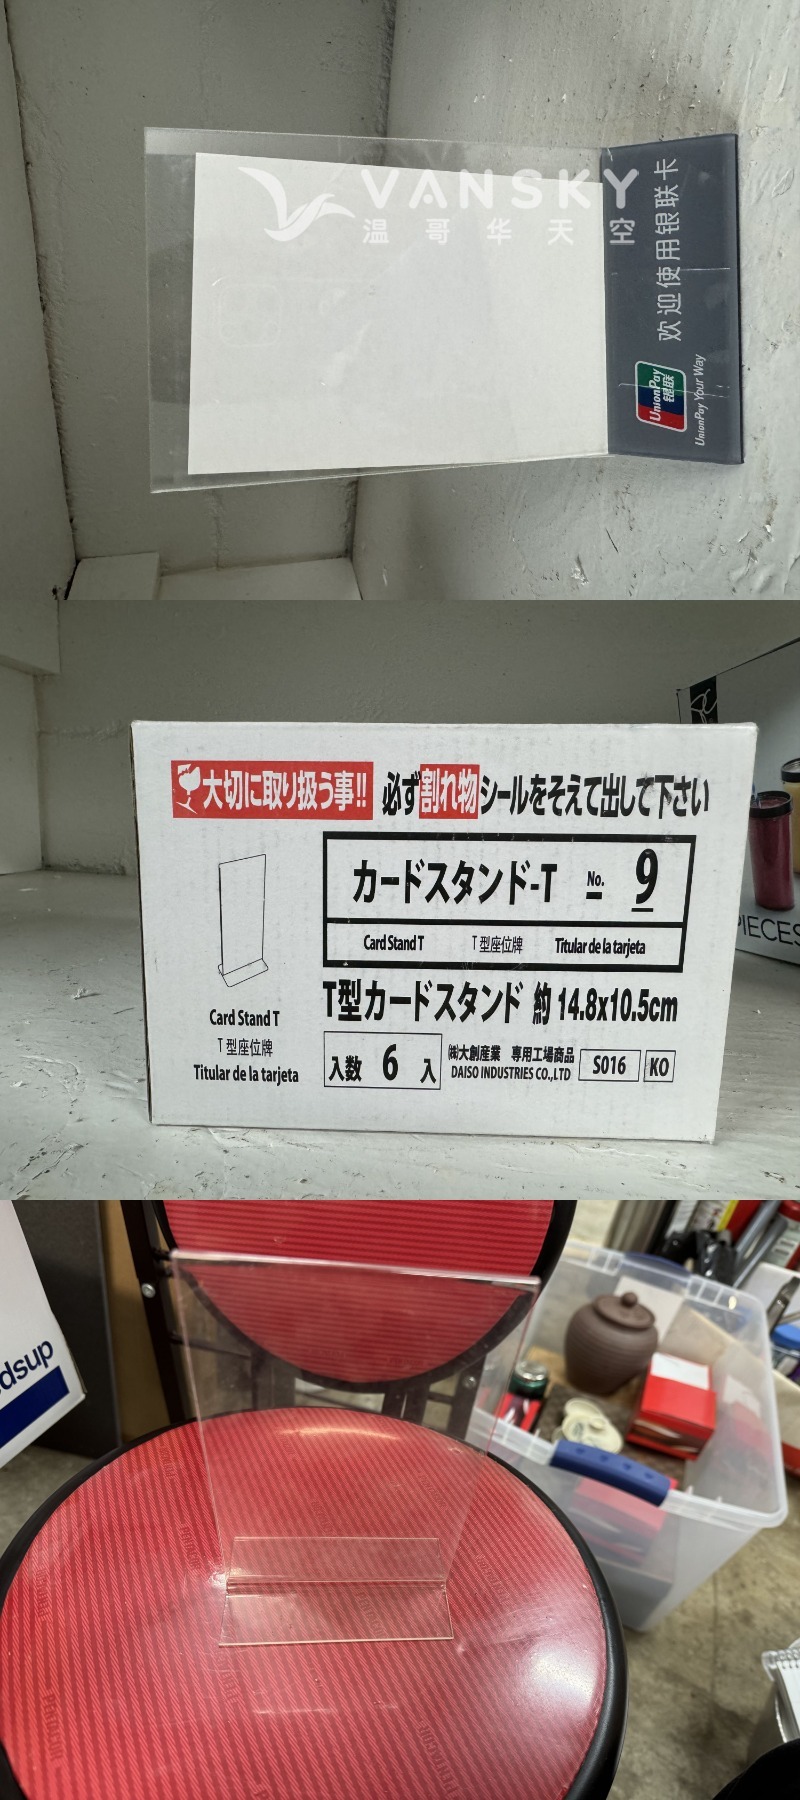 VANSKY
温哥华天空
欢迎使用银联卡
UnionPay
银联
UnionPay Your Way
大切に取り扱う事!! 必ず割れ物シールをそえて出して下さい
カードスタンド-T No. 9
Card Stand T T型座位牌 Titular de la tarjeta
T型カードスタンド 約 14.8x10.5cm
Card Stand T
T型座位牌
Titular de la tarjeta
入数 6 入
㈱大創産業 専用工場商品
DAISO INDUSTRIES CO.,LTD
S016 KO
PIECES
dsup
PENTACOR
PENTACOR